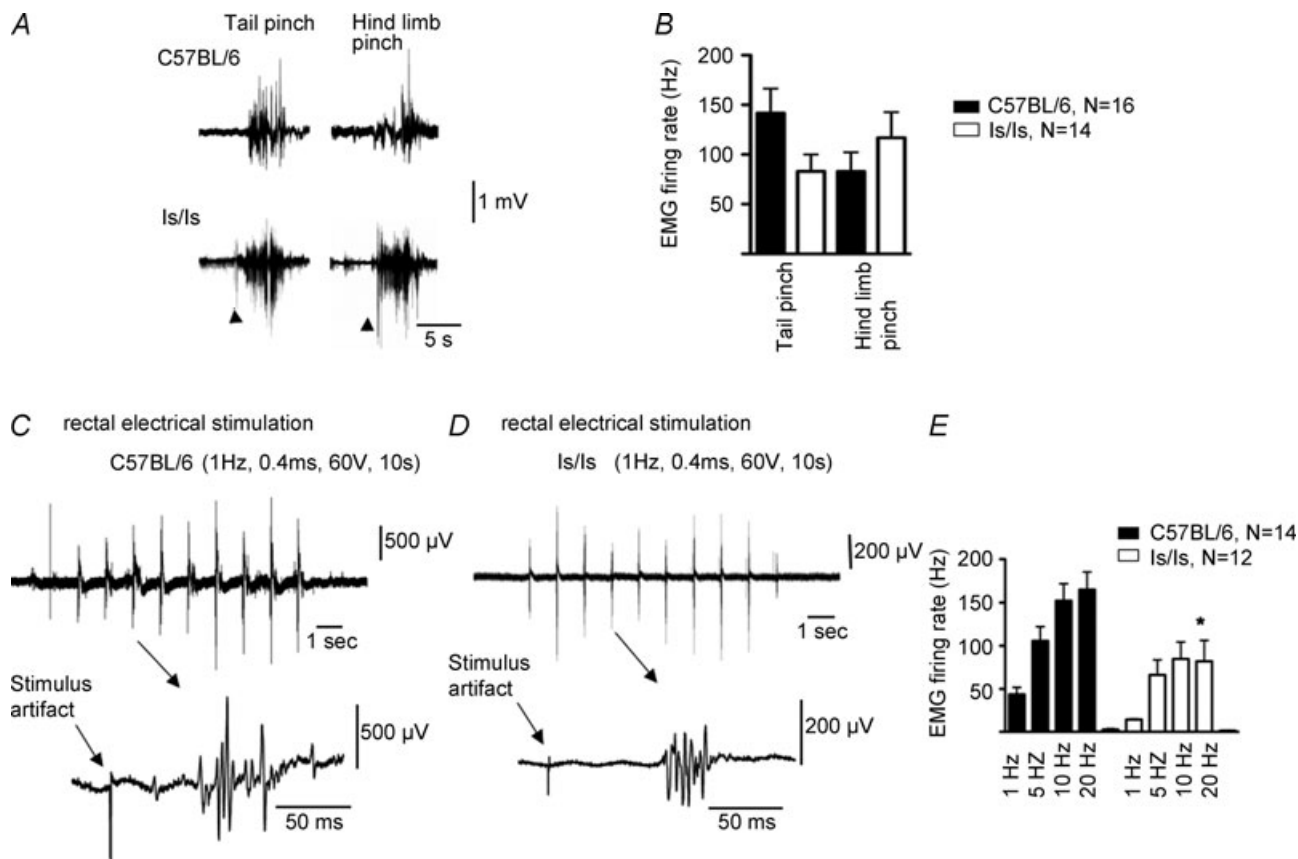 A
Tail pinch
Hind limb
pinch
C57BL/6
1 mV
Is/Is
5 s
B
EMG firing rate (Hz)
200
150
100
50
Tail pinch
Hind limb
pinch
C57BL/6, N=16
Is/Is, N=14
C rectal electrical stimulation
C57BL/6 (1Hz, 0.4ms, 60V, 10s)
500 µV
1 sec
Stimulus
artifact
500 µV
50 ms
D rectal electrical stimulation
Is/Is (1Hz, 0.4ms, 60V, 10s)
200 µV
1 sec
Stimulus
artifact
200 µV
50 ms
E
C57BL/6, N=14
Is/Is, N=12
EMG firing rate (Hz)
200
150
100
50
*
1 Hz
5 HZ
10 Hz
20 Hz
1 Hz
5 HZ
10 Hz
20 Hz